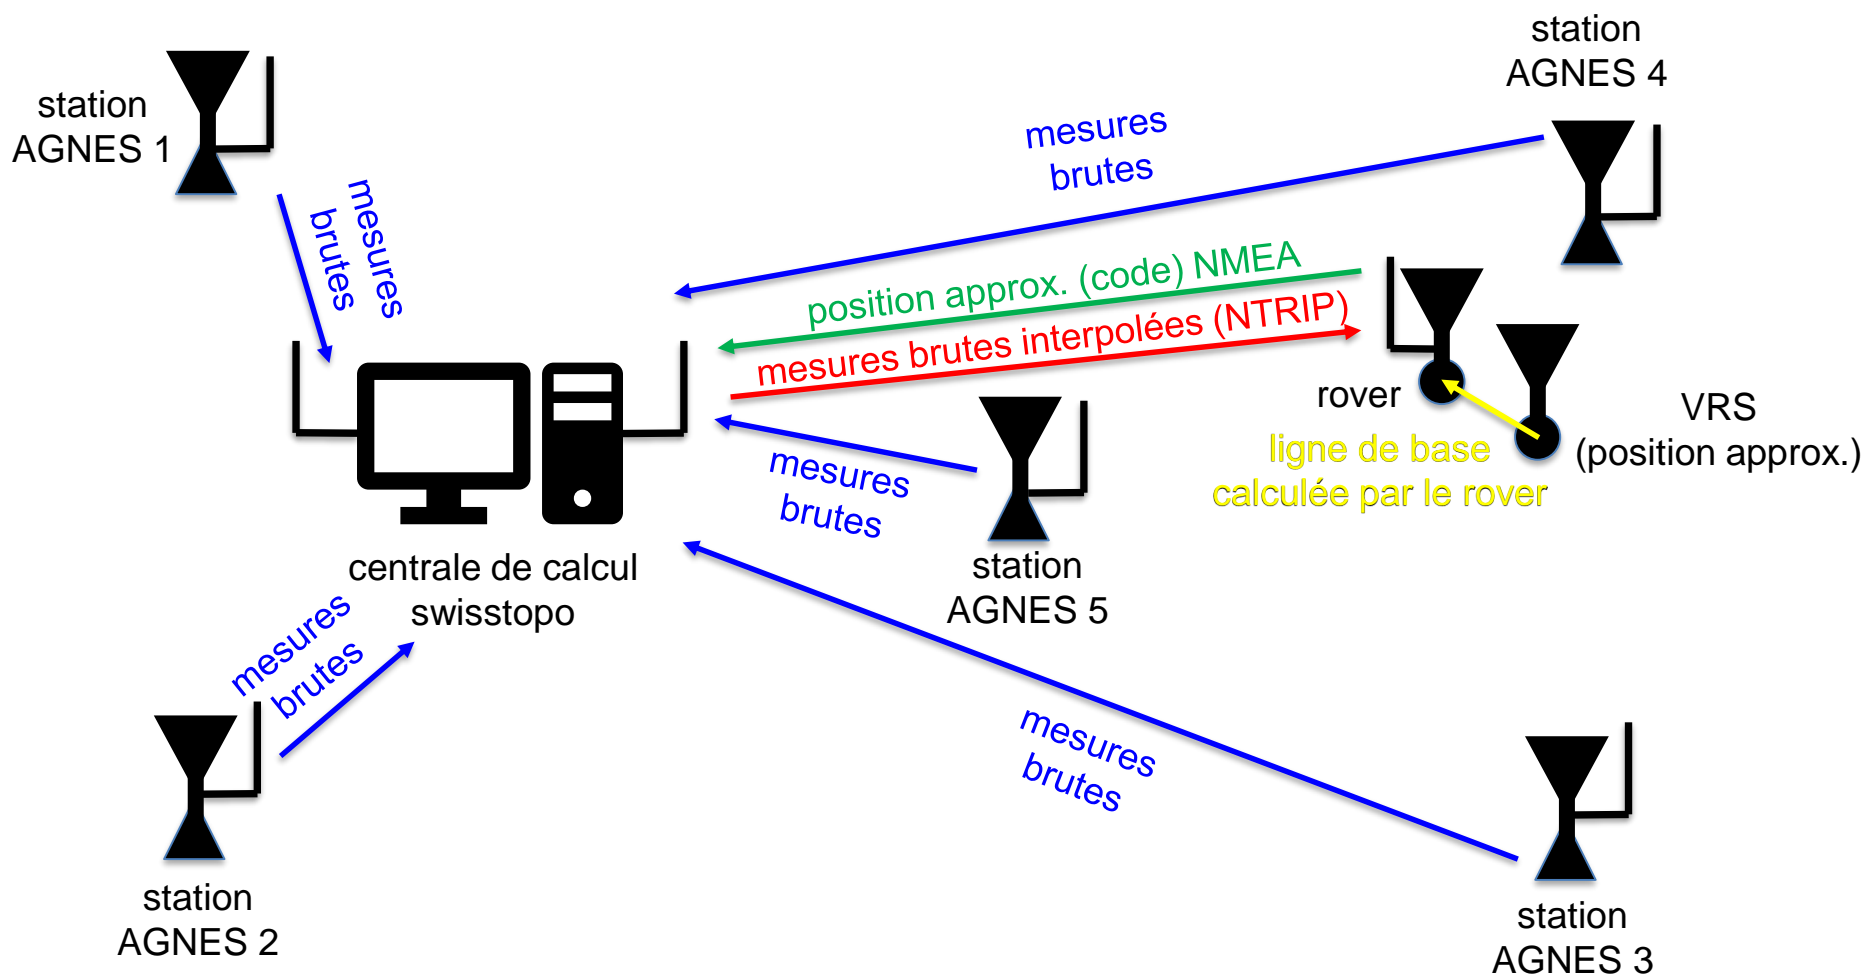 station
AGNES 4
station
AGNES 1
mesures
brutes
mesures
brutes
position approx. (code) NMEA
mesures brutes interpolées (NTRIP)
rover
VRS
(position approx.)
ligne de base
calculée par le rover
mesures
brutes
centrale de calcul
swisstopo
station
AGNES 5
mesures
brutes
mesures
brutes
station
AGNES 2
station
AGNES 3